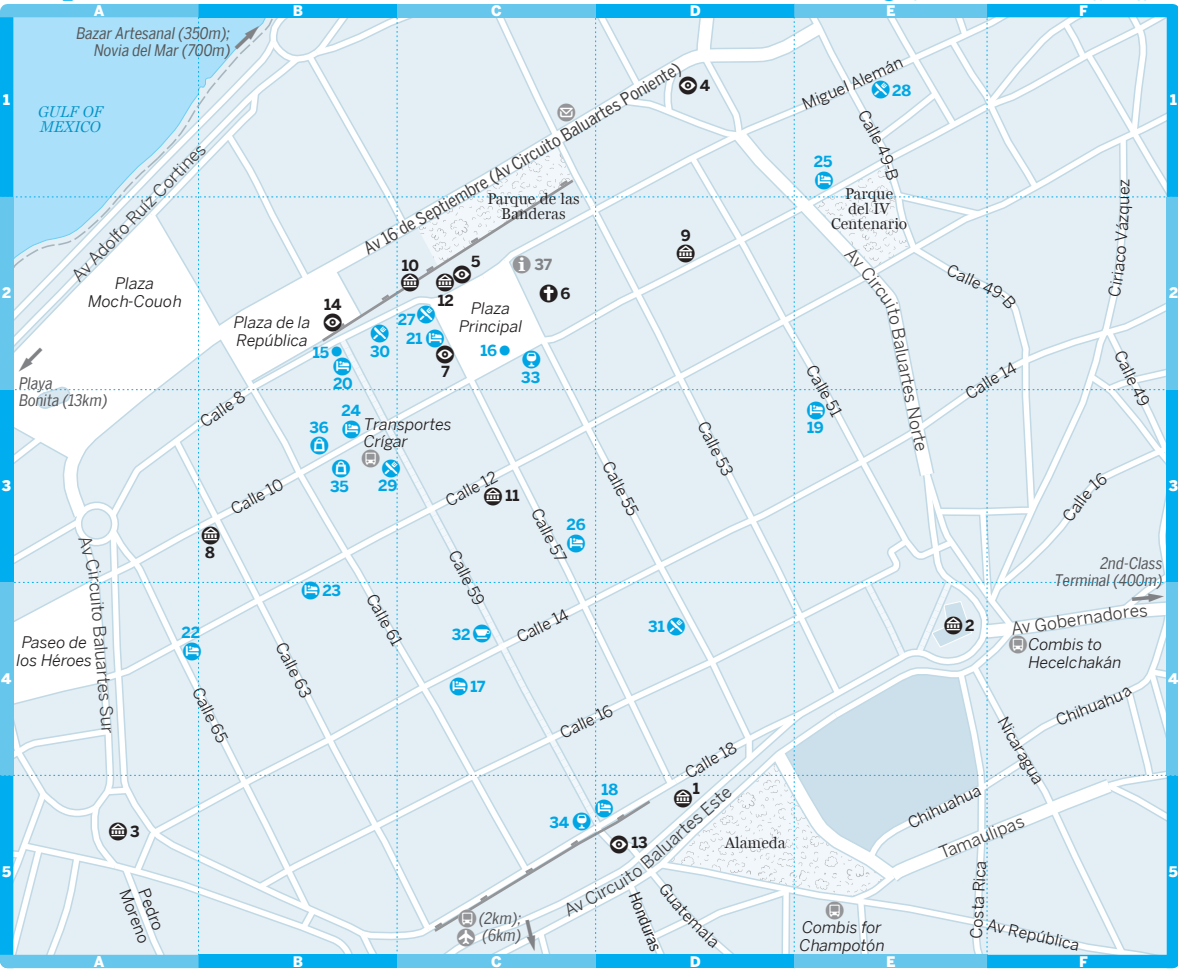 A
B
C
D
E
F
Bazar Artesanal (350m);
Novia del Mar (700m)
GULF OF
MEXICO
1
1
4
Miguel Alemán
28
Av 16 de Septiembre (Av Circuito Baluartes Poniente)
Calle 49-B
25
Parque
del IV
Centenario
Av Adolfo Ruíz Cortines
Parque de las
Banderas
Ciriaco Vázquez
9
Plaza
Moch-Couoh
10
5
37
12
6
2
2
14
Plaza de la
República
27
21
Plaza
Principal
Av Circuito Baluartes Norte
Calle 49-B
15
30
7
16
33
20
Playa
Bonita (13km)
Calle 8
Calle 51
Calle 14
Calle 49
24
36
Transportes
Crígar
19
Calle 53
35
29
3
3
Calle 10
Calle 12
11
Calle 55
Calle 16
26
Calle 57
8
Av Circuito Baluartes Sur
2nd-Class
Terminal (400m)
Calle 59
23
Calle 61
32
Calle 14
31
2
Av Gobernadores
Combis to
Hecelchakán
22
Paseo de
los Héroes
Calle 63
4
4
17
Calle 65
Calle 16
Chihuahua
Nicaragua
Calle 18
18
1
34
13
Chihuahua
Tamaulipas
3
Alameda
5
5
Av Circuito Baluartes Este
Pedro
Moreno
(2km);
(6km)
Honduras
Guatemala
Combis for
Champotón
Costa Rica
Av República
A
B
C
D
E
F